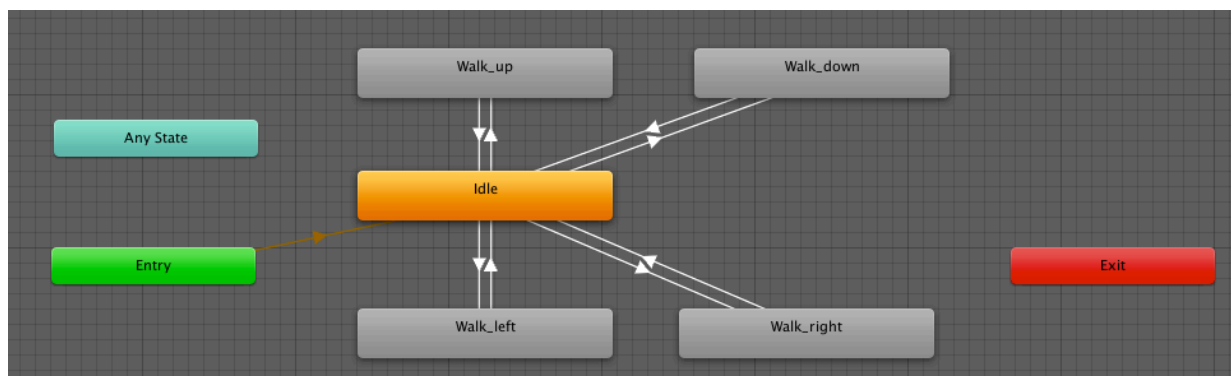 Walk_up
Walk_down
Any State
Idle
Entry
Exit
Walk_left
Walk_right